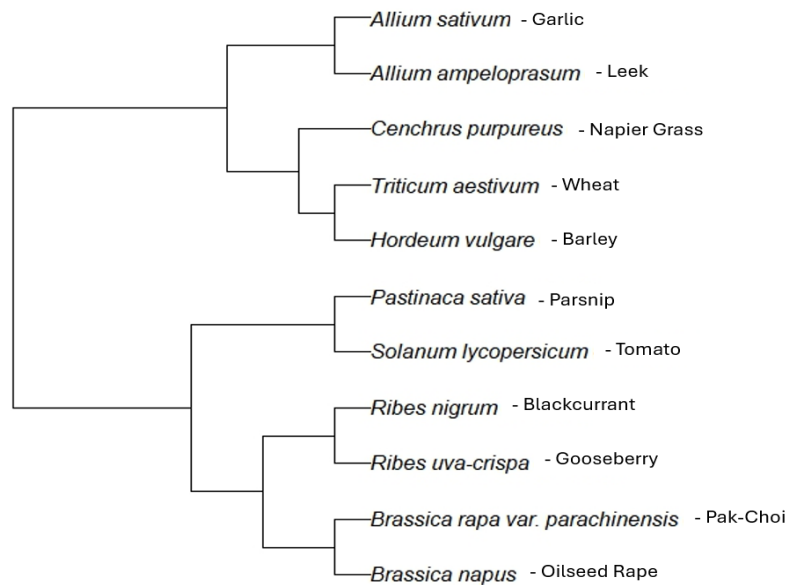 Allium sativum - Garlic
Allium ampeloprasum - Leek
Cenchrus purpureus - Napier Grass
Triticum aestivum - Wheat
Hordeum vulgare - Barley
Pastinaca sativa - Parsnip
Solanum lycopersicum - Tomato
Ribes nigrum - Blackcurrant
Ribes uva-crispa - Gooseberry
Brassica rapa var. parachinensis - Pak-Choi
Brassica napus - Oilseed Rape